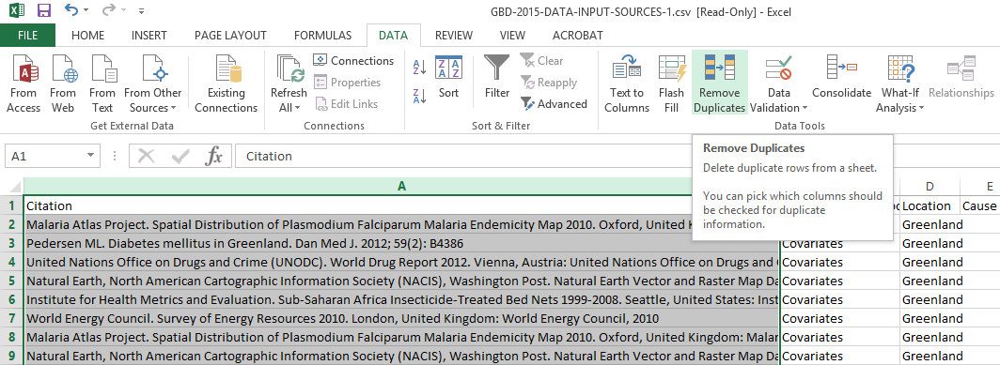 GBD-2015-DATA-INPUT-SOURCES-1.csv [Read-Only] - Excel
FILE HOME INSERT PAGE LAYOUT FORMULAS DATA REVIEW VIEW ACROBAT
From Access
From Web
From Text
From Other Sources
Existing Connections
Get External Data
Refresh All
Connections
Properties
Edit Links
Connections
A Z
Z A
Z A A Z
Sort
Filter
Clear
Reapply
Advanced
Sort & Filter
Text to Columns
Flash Fill
Remove Duplicates
Data Validation
Consolidate
What-If Analysis
Relationships
Data Tools
A1 fx Citation
Remove Duplicates
Delete duplicate rows from a sheet.
You can pick which columns should
be checked for duplicate
information.
A D E
1 Citation Location Cause
2 Malaria Atlas Project. Spatial Distribution of Plasmodium Falciparum Malaria Endemicity Map 2010. Oxford, United Greenland
3 Pedersen ML. Diabetes mellitus in Greenland. Dan Med J. 2012; 59(2): B4386 Covariates Greenland
4 United Nations Office on Drugs and Crime (UNODC). World Drug Report 2012. Vienna, Austria: United Nations Office on Drugs and Covariates Greenland
5 Natural Earth, North American Cartographic Information Society (NACIS), Washington Post. Natural Earth Vector and Raster Map Da Covariates Greenland
6 Institute for Health Metrics and Evaluation. Sub-Saharan Africa Insecticide-Treated Bed Nets 1999-2008. Seattle, United States: Inst Covariates Greenland
7 World Energy Council. Survey of Energy Resources 2010. London, United Kingdom: World Energy Council, 2010 Covariates Greenland
8 Malaria Atlas Project. Spatial Distribution of Plasmodium Falciparum Malaria Endemicity Map 2010. Oxford, United Kingdom: Malar Covariates Greenland
9 Natural Earth, North American Cartographic Information Society (NACIS), Washington Post. Natural Earth Vector and Raster Map Da Covariates Greenland